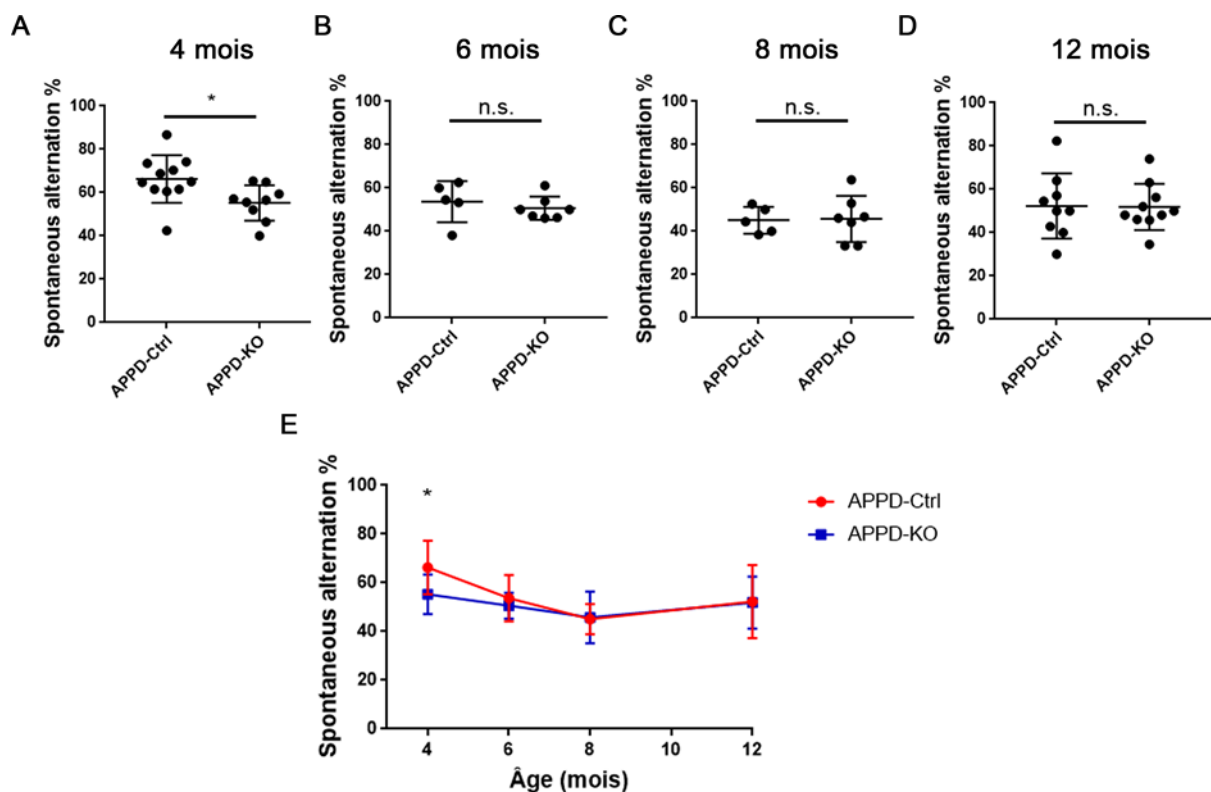 A
4 mois
Spontaneous alternation %
100
80
60
40
20
0
*
APPD-Ctrl
APPD-KO
B
6 mois
Spontaneous alternation %
100
80
60
40
20
0
n.s.
APPD-Ctrl
APPD-KO
C
8 mois
Spontaneous alternation %
100
80
60
40
20
0
n.s.
APPD-Ctrl
APPD-KO
D
12 mois
Spontaneous alternation %
100
80
60
40
20
0
n.s.
APPD-Ctrl
APPD-KO
E
Spontaneous alternation %
100
80
60
40
20
0
*
4
6
8
10
12
Âge (mois)
APPD-Ctrl
APPD-KO